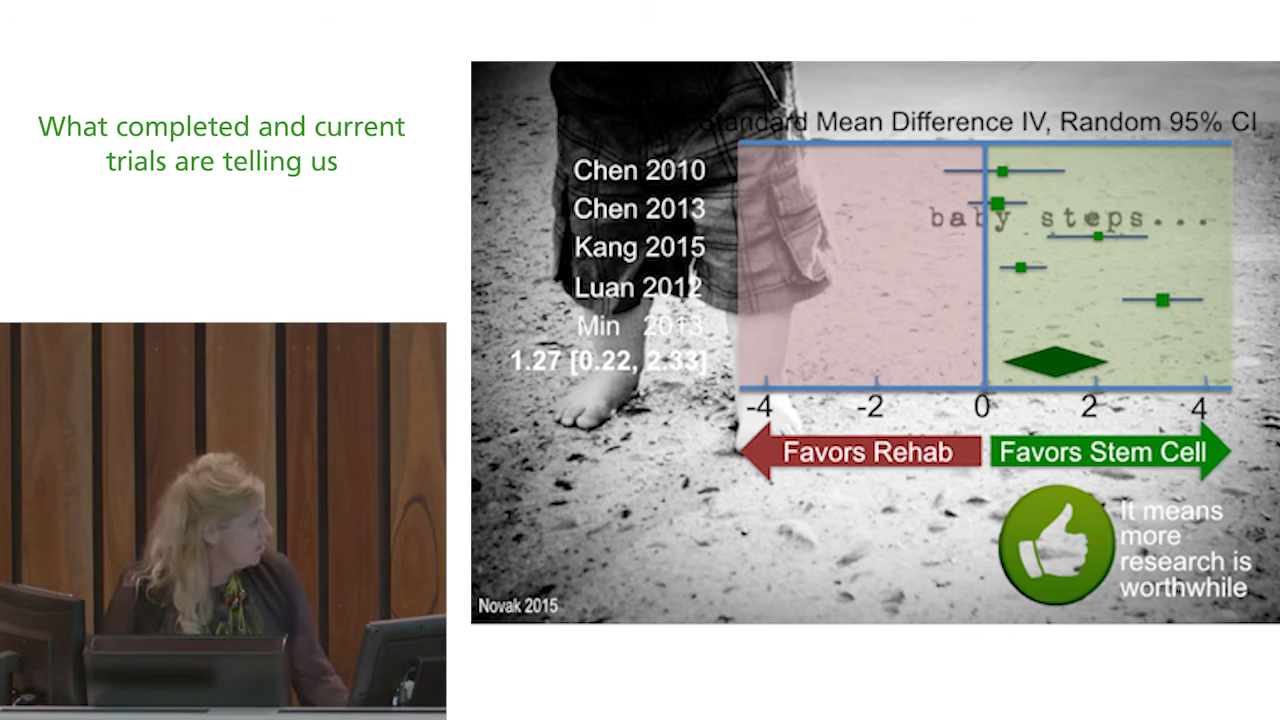 What completed and current
trials are telling us
Standard Mean Difference IV, Random 95% CI
Chen 2010
Chen 2013
Kang 2015
Luan 2012
Min 2013
1.27 [0.22, 2.33]
baby steps...
-4 -2 0 2 4
Favors Rehab
Favors Stem Cell
It means
more
research is
worthwhile
Novak 2015